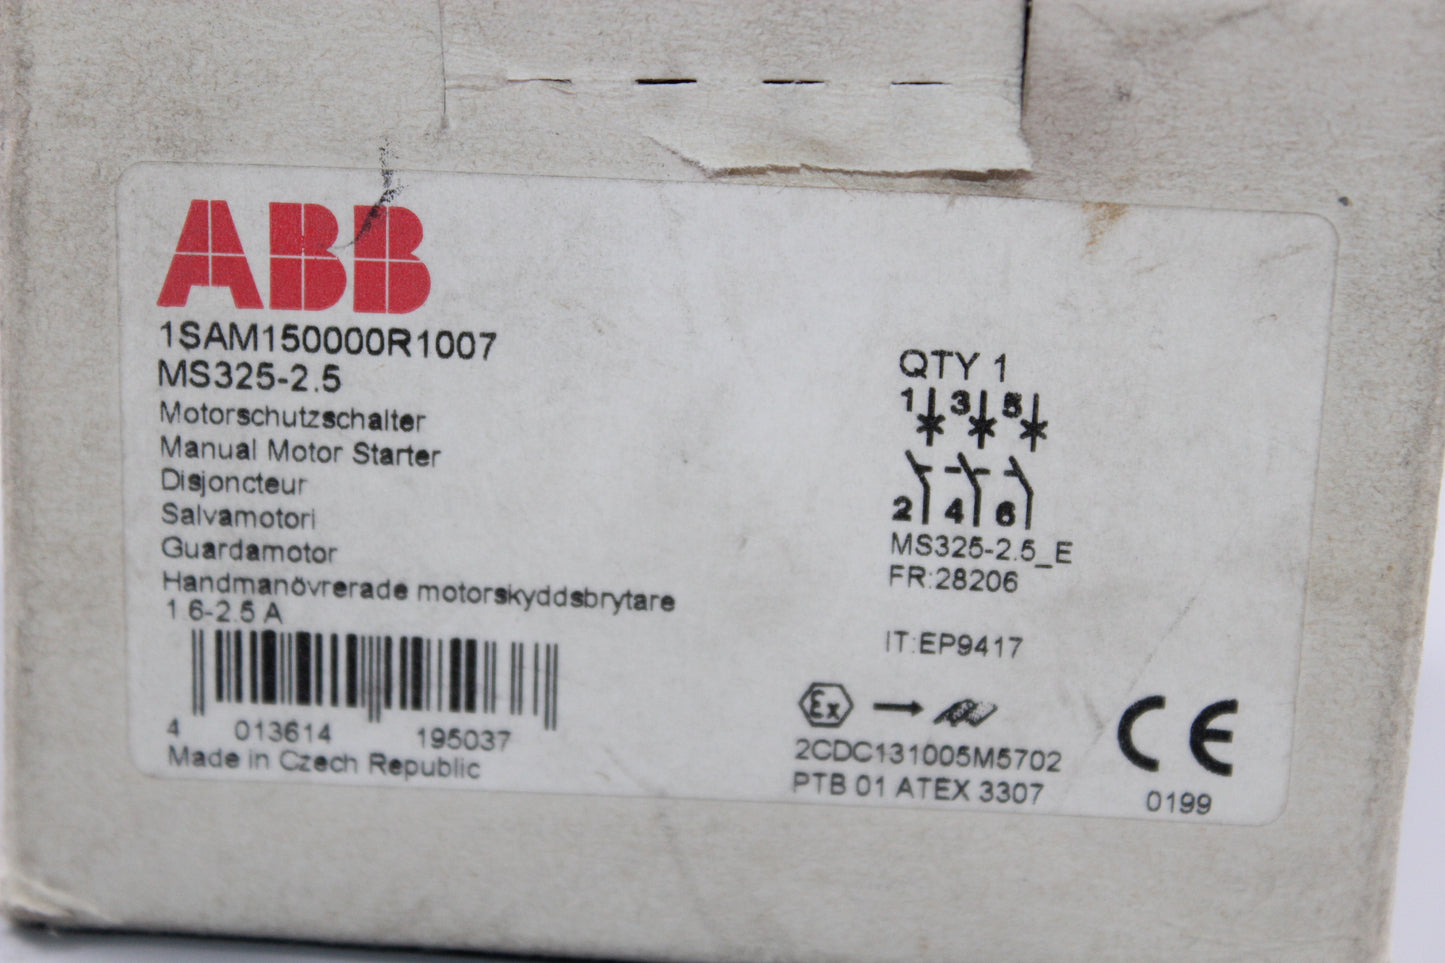 ABB
1SAM150000R1007
MS325-2.5
Motorschutzschalter
Manual Motor Starter
Disjoncteur
Salvamotori
Guardamotor
Handmanövrerade motorskyddsbrytare
1.6-2.5 A
4 013614 195037
Made in Czech Republic
QTY 1
1 3 5
2 4 6
MS325-2.5_E
FR:28206
IT:EP9417
Ex
2CDC131005M5702
PTB 01 ATEX 3307
CE
0199